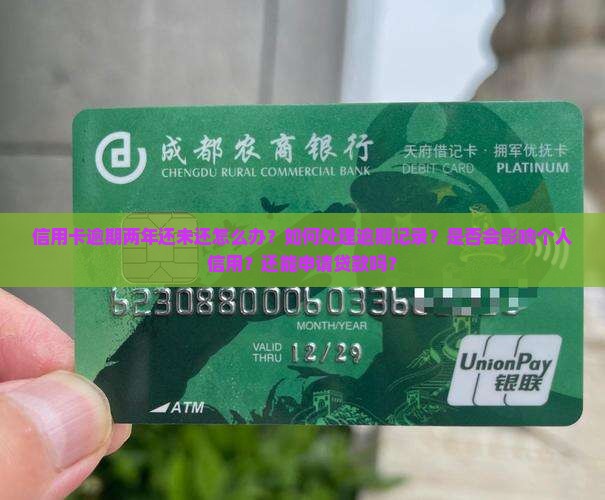 成都农商银行
CHENGDU RURAL COMMERCIAL BANK
天府借记卡·拥军优抚卡
DEBIT CARD PLATINUM
信用卡逾期两年还未还怎么办？如何处理逾期记录？是否会影响个人
信用？还能申请贷款吗？
62308800060336
MONTH/YEAR
VALID
THRU 12/29
UnionPay
银联
ATM